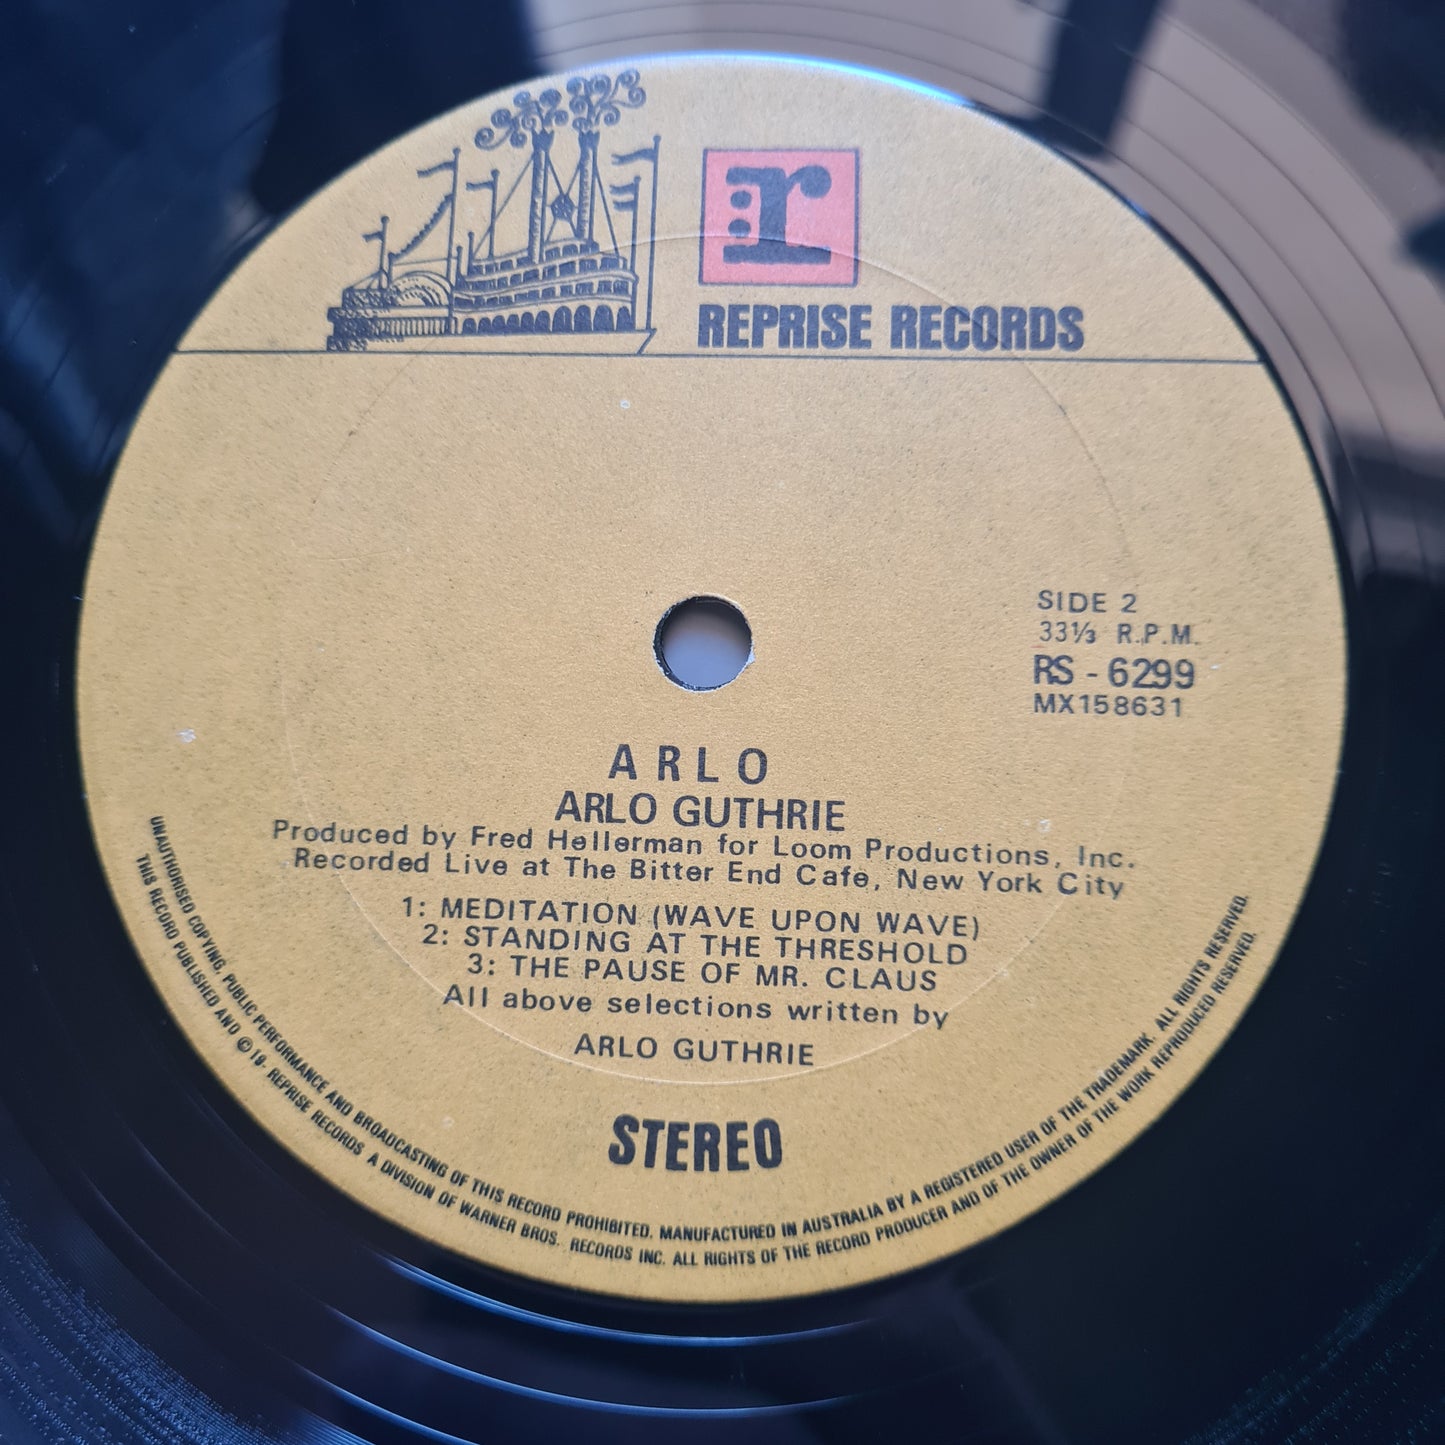 r
REPRISE RECORDS
SIDE 2
33⅓ R.P.M.
RS - 6299
MX158631
ARLO
ARLO GUTHRIE
Produced by Fred Hellerman for Loom Productions, Inc.
Recorded Live at The Bitter End Cafe, New York City
1: MEDITATION (WAVE UPON WAVE)
2: STANDING AT THE THRESHOLD
3: THE PAUSE OF MR. CLAUS
All above selections written by
ARLO GUTHRIE
STEREO
UNAUTHORISED COPYING, PUBLIC PERFORMANCE AND BROADCASTING OF THIS RECORD PROHIBITED. MANUFACTURED IN AUSTRALIA BY A REGISTERED USER OF THE TRADEMARK. ALL RIGHTS RESERVED.
THIS RECORD PUBLISHED AND © 19- REPRISE RECORDS A DIVISION OF WARNER BROS. RECORDS INC. ALL RIGHTS OF THE RECORD PRODUCER AND OF THE OWNER OF THE WORK REPRODUCED RESERVED.